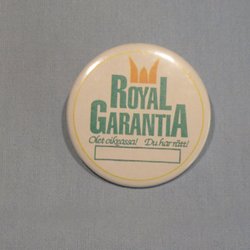 ROYAL
GARANTIA
Olet oikeassa! Du har rätt!